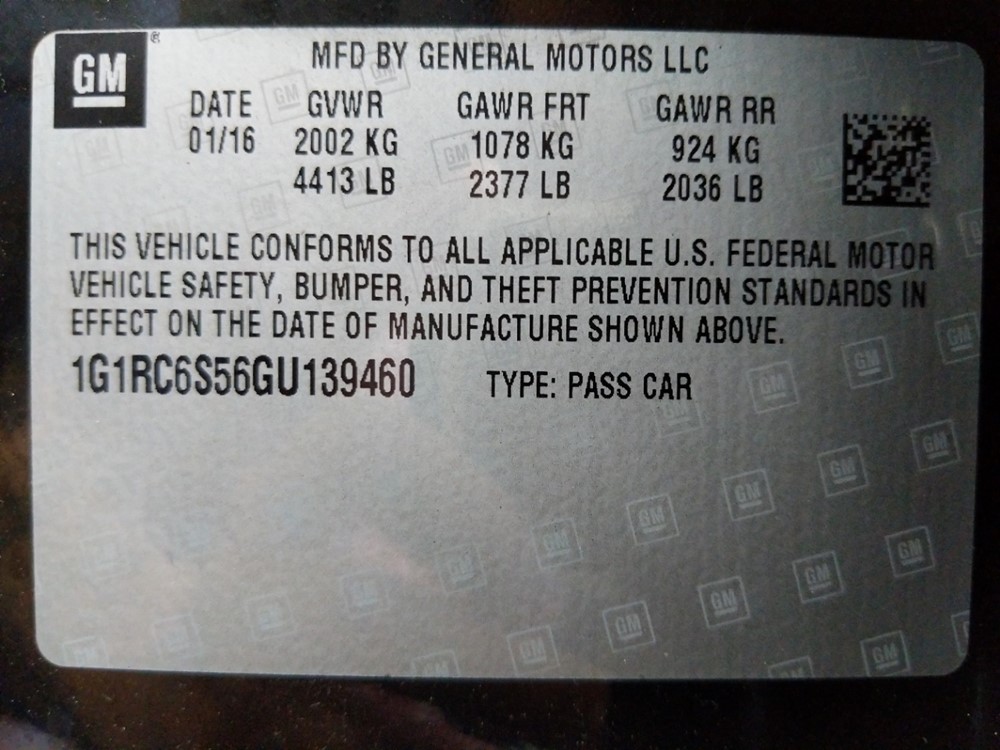 GM ®
MFD BY GENERAL MOTORS LLC
DATE GVWR GAWR FRT GAWR RR
01/16 2002 KG 1078 KG 924 KG
4413 LB 2377 LB 2036 LB
THIS VEHICLE CONFORMS TO ALL APPLICABLE U.S. FEDERAL MOTOR
VEHICLE SAFETY, BUMPER, AND THEFT PREVENTION STANDARDS IN
EFFECT ON THE DATE OF MANUFACTURE SHOWN ABOVE.
1G1RC6S56GU139460 TYPE: PASS CAR